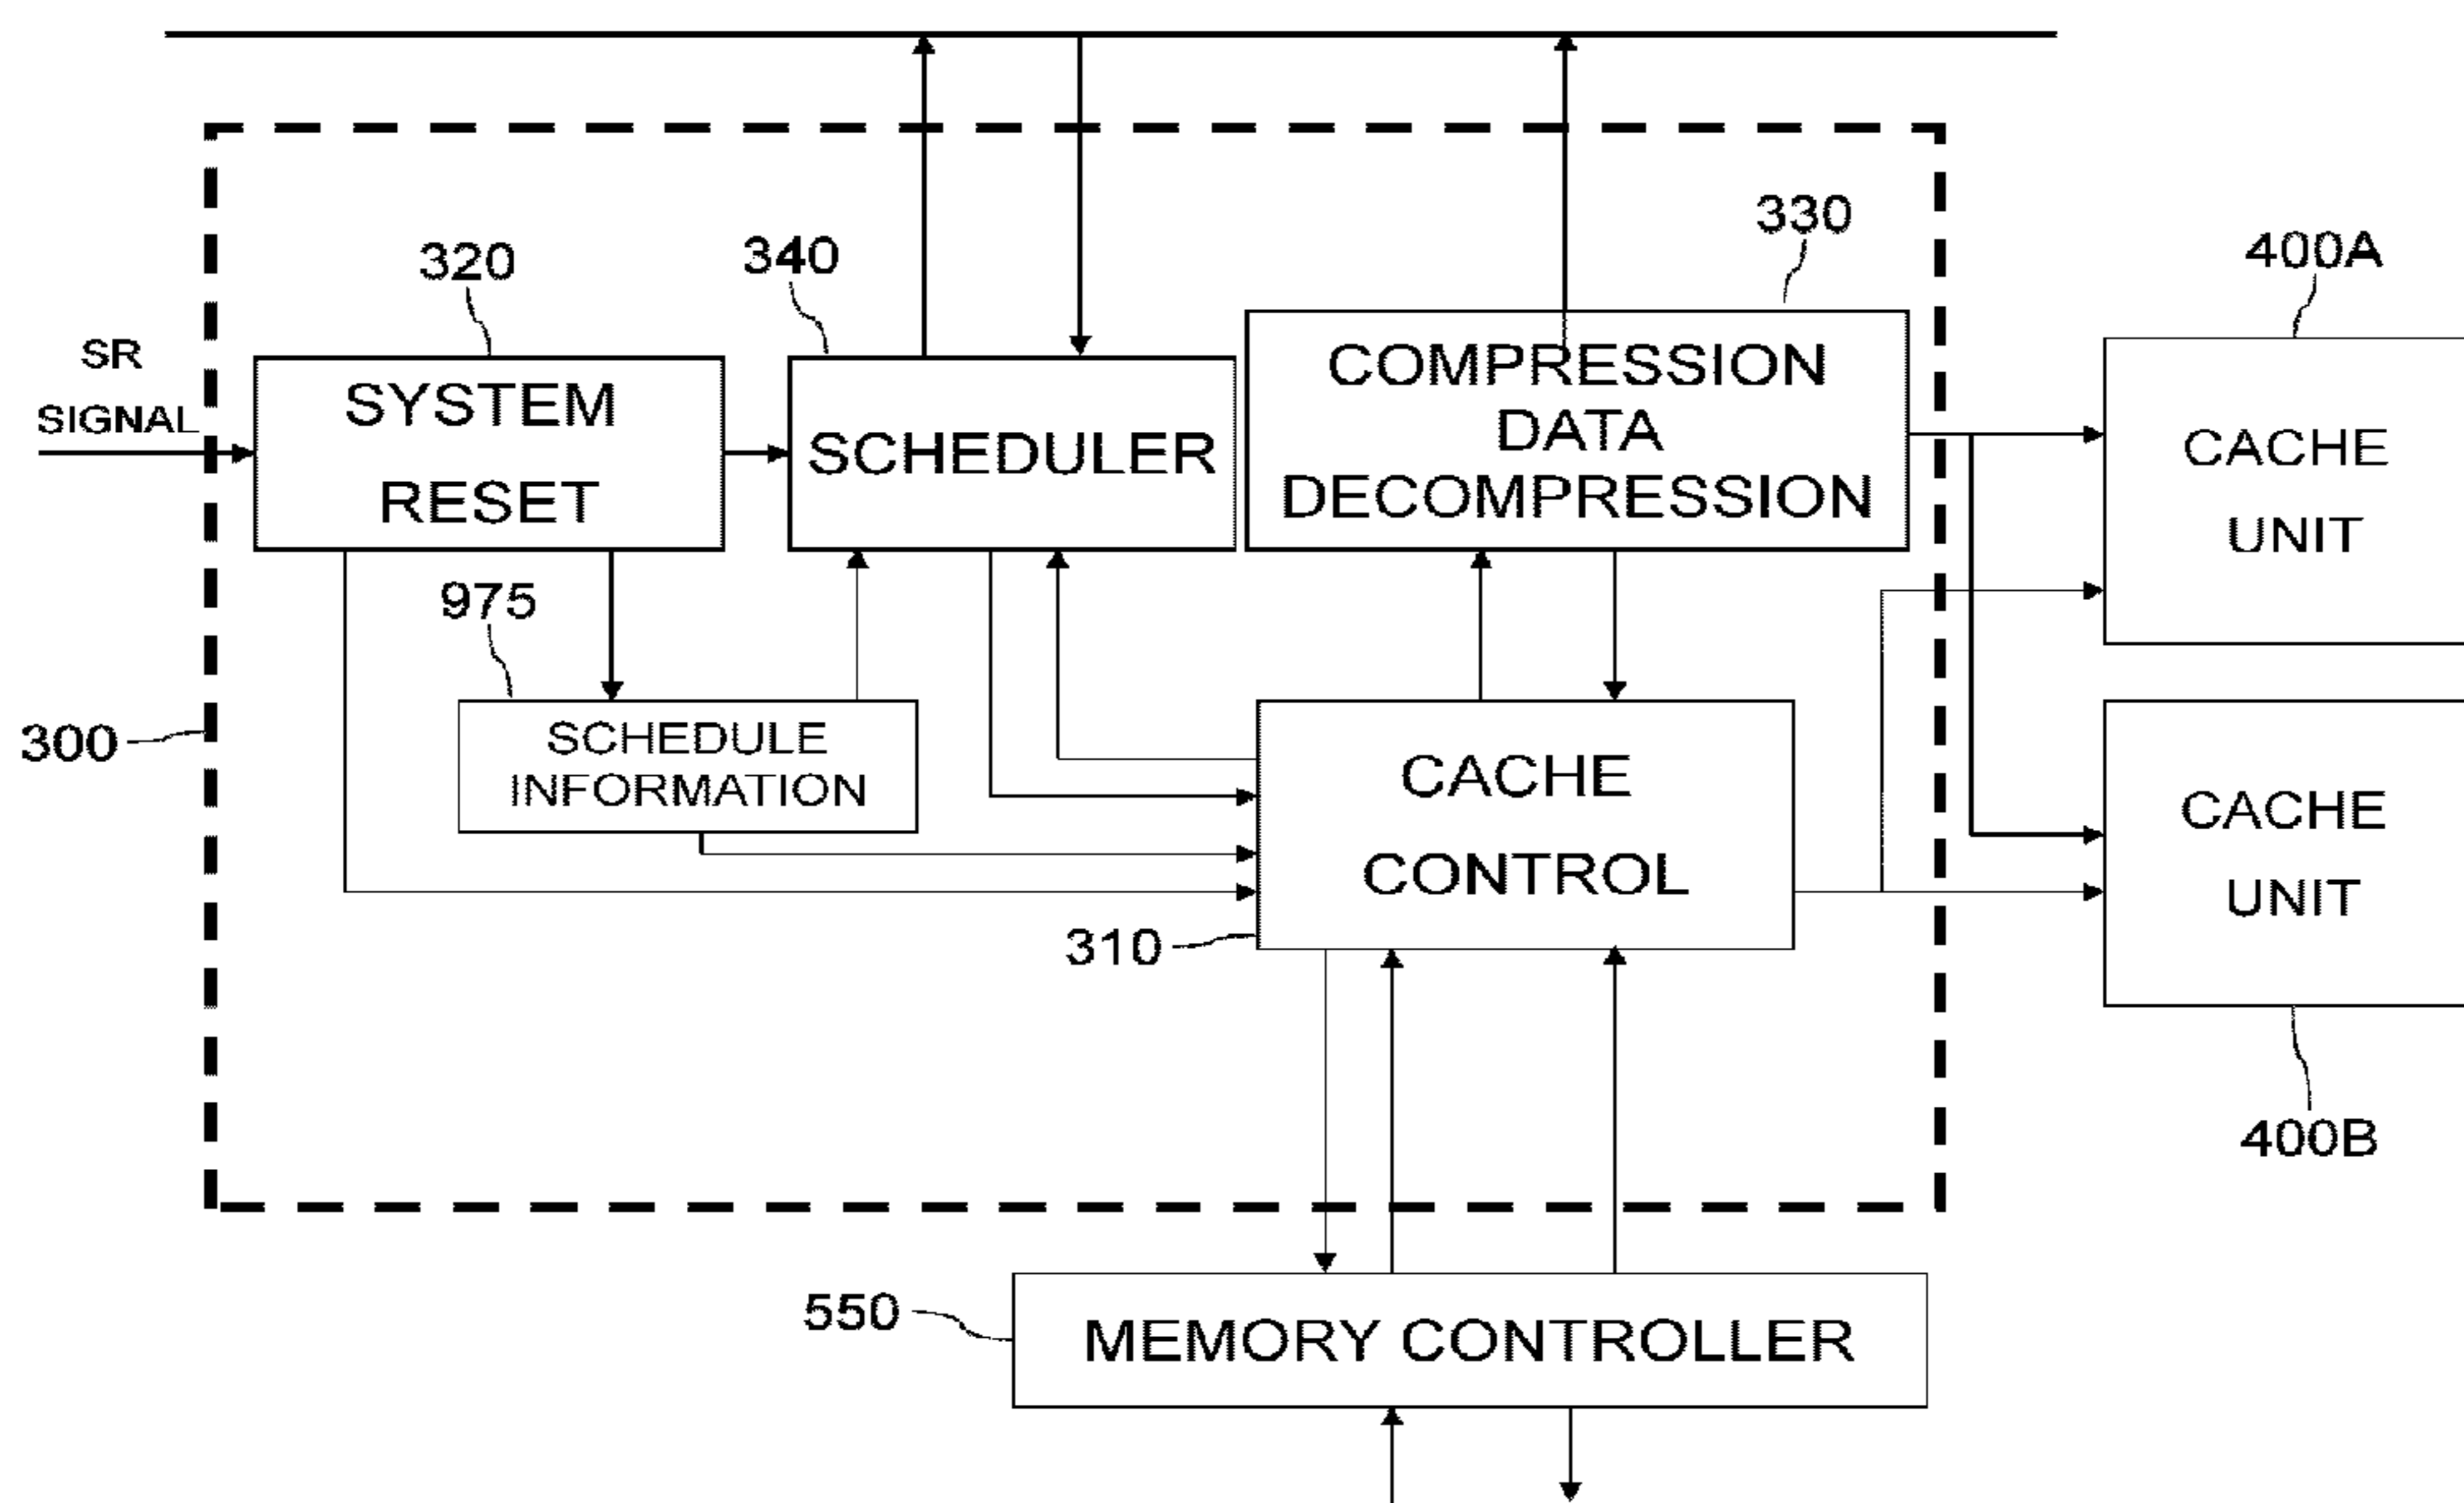 330
320
340
400A
SR
SIGNAL
SYSTEM
RESET
SCHEDULER
COMPRESSION
DATA
DECOMPRESSION
CACHE
UNIT
975
300
SCHEDULE
INFORMATION
CACHE
CONTROL
CACHE
UNIT
310
400B
550
MEMORY CONTROLLER